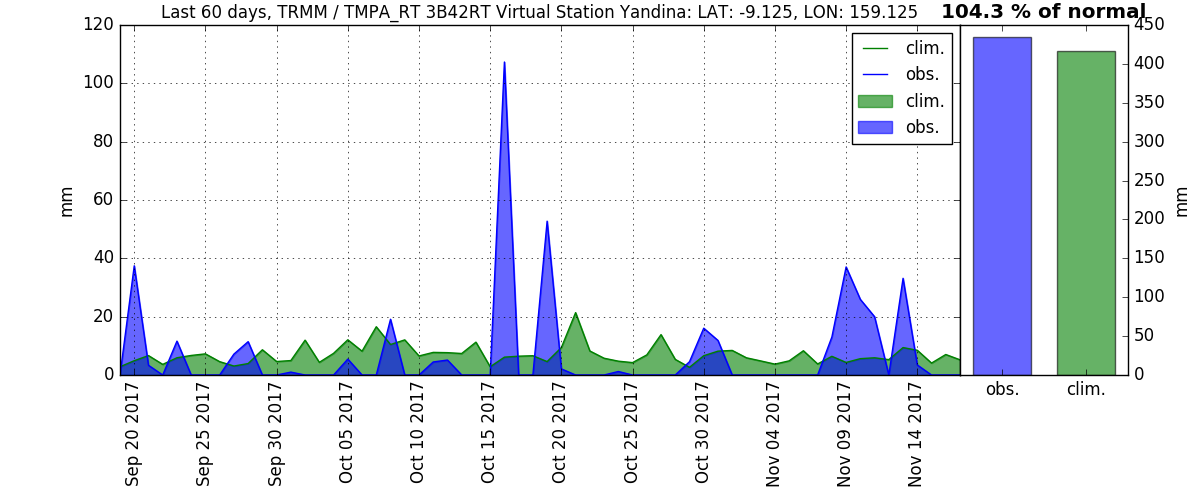 Last 60 days, TRMM / TMPA_RT 3B42RT Virtual Station Yandina: LAT: -9.125, LON: 159.125
104.3 % of normal
120
100
80
60
40
20
0
mm
clim.
obs.
clim.
obs.
450
400
350
300
250
200
150
100
50
0
mm
Sep 20 2017
Sep 25 2017
Sep 30 2017
Oct 05 2017
Oct 10 2017
Oct 15 2017
Oct 20 2017
Oct 25 2017
Oct 30 2017
Nov 04 2017
Nov 09 2017
Nov 14 2017
obs.
clim.